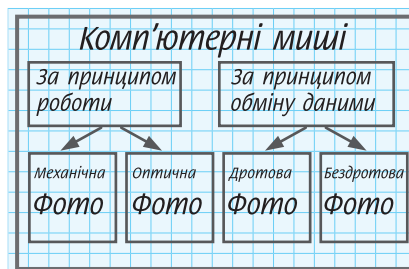 Комп’ютерні миші
За принципом
роботи
За принципом
обміну даними
Механічна
Фото
Оптична
Фото
Дротова
Фото
Бездротова
Фото